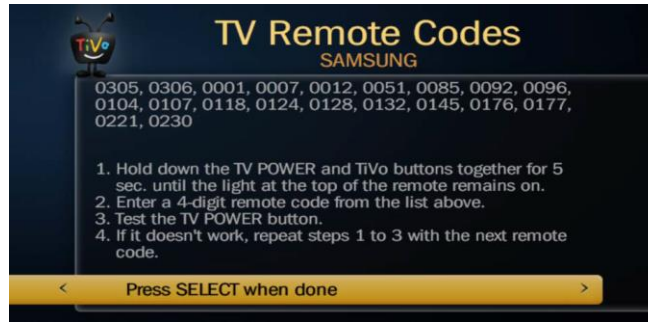 TiVo
TV Remote Codes
SAMSUNG
0305, 0306, 0001, 0007, 0012, 0051, 0085, 0092, 0096,
0104, 0107, 0118, 0124, 0128, 0132, 0145, 0176, 0177,
0221, 0230
1. Hold down the TV POWER and TiVo buttons together for 5
sec. until the light at the top of the remote remains on.
2. Enter a 4-digit remote code from the list above.
3. Test the TV POWER button.
4. If it doesn't work, repeat steps 1 to 3 with the next remote
code.
< Press SELECT when done >